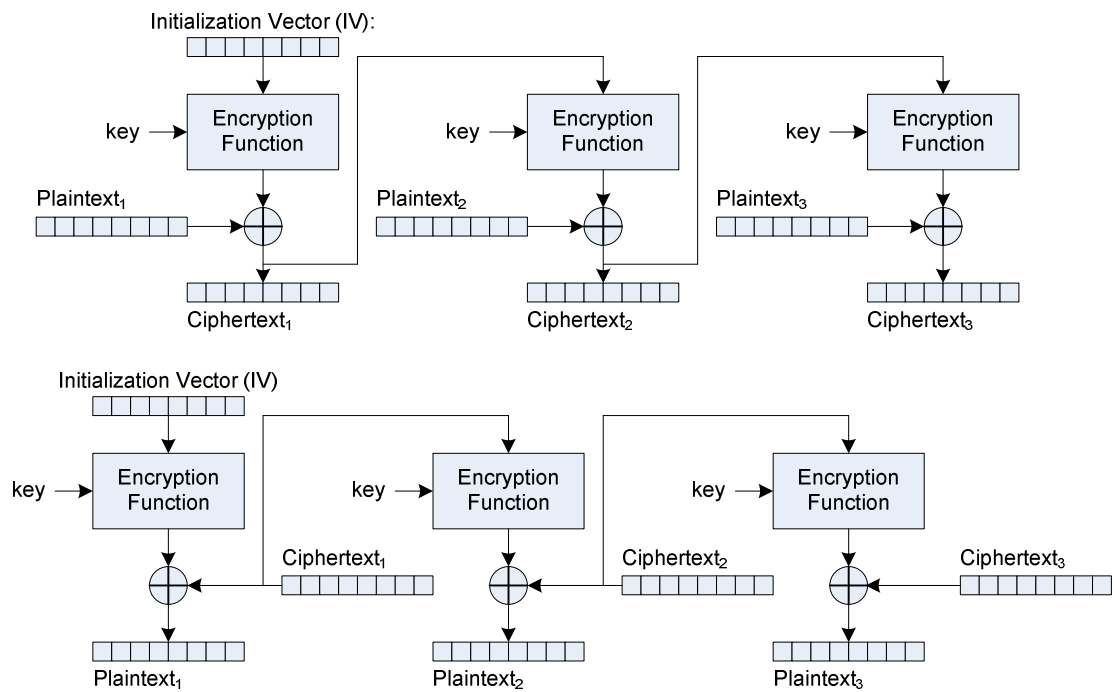 Initialization Vector (IV):
key
Encryption
Function
key
Encryption
Function
key
Encryption
Function
Plaintext₁
Plaintext₂
Plaintext₃
Ciphertext₁
Ciphertext₂
Ciphertext₃
Initialization Vector (IV)
key
Encryption
Function
key
Encryption
Function
key
Encryption
Function
Ciphertext₁
Ciphertext₂
Ciphertext₃
Plaintext₁
Plaintext₂
Plaintext₃